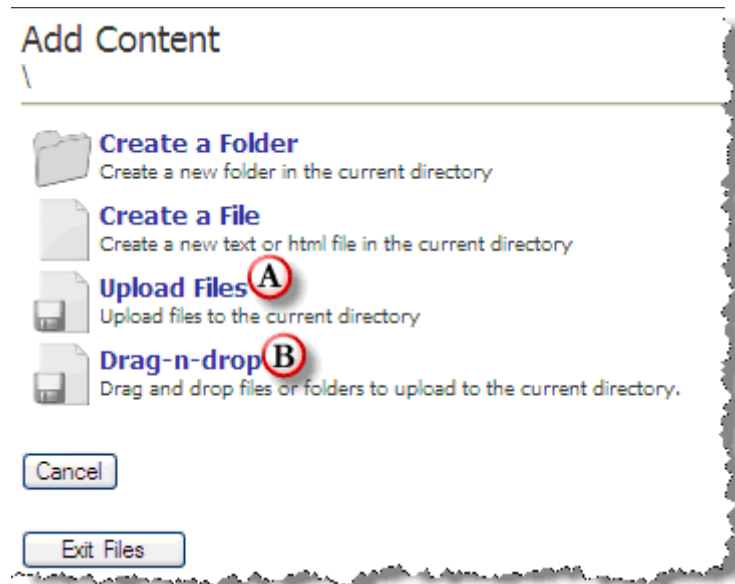 Add Content
\
Create a Folder
Create a new folder in the current directory
Create a File
Create a new text or html file in the current directory
Upload Files A
Upload files to the current directory
Drag-n-drop B
Drag and drop files or folders to upload to the current directory.
Cancel
Exit Files